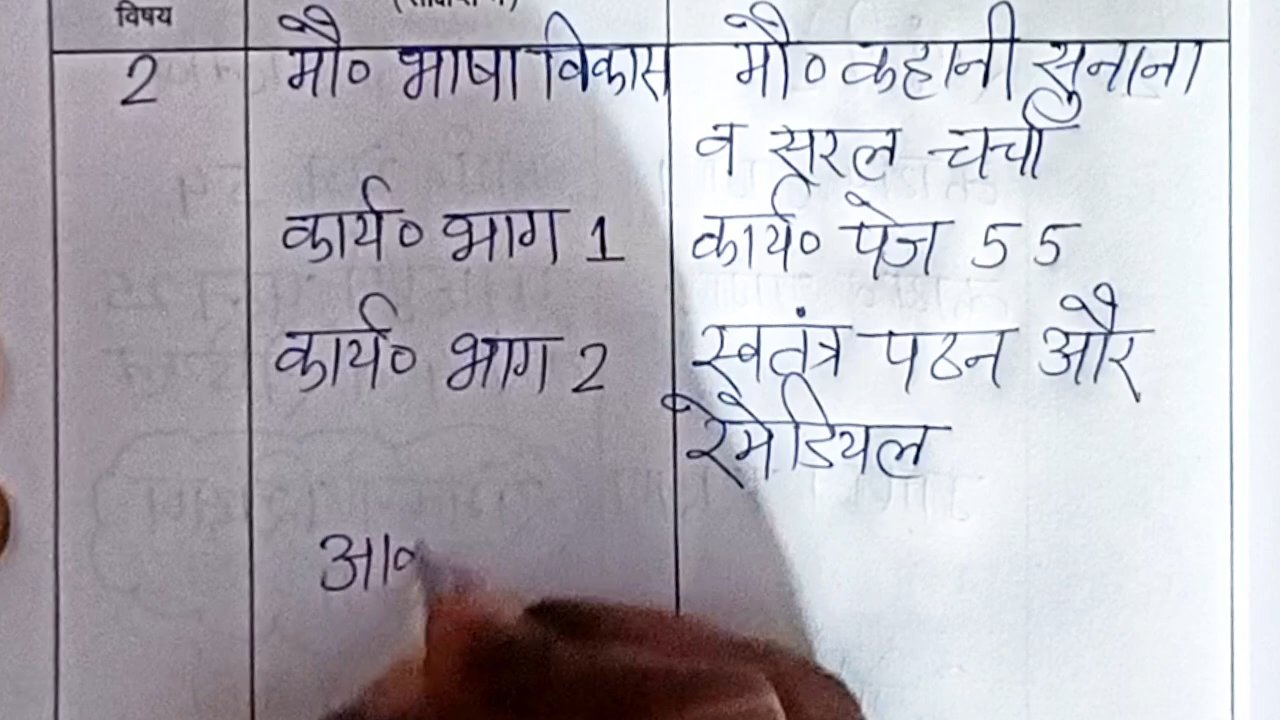 विषय
2 मौ० भाषा विकास मौ० कहानी सुनाना
व सरल चर्चा
कार्य० भाग 1 कार्य० पेज 55
कार्य० भाग 2 स्वतंत्र पठन और
रेमेडियल